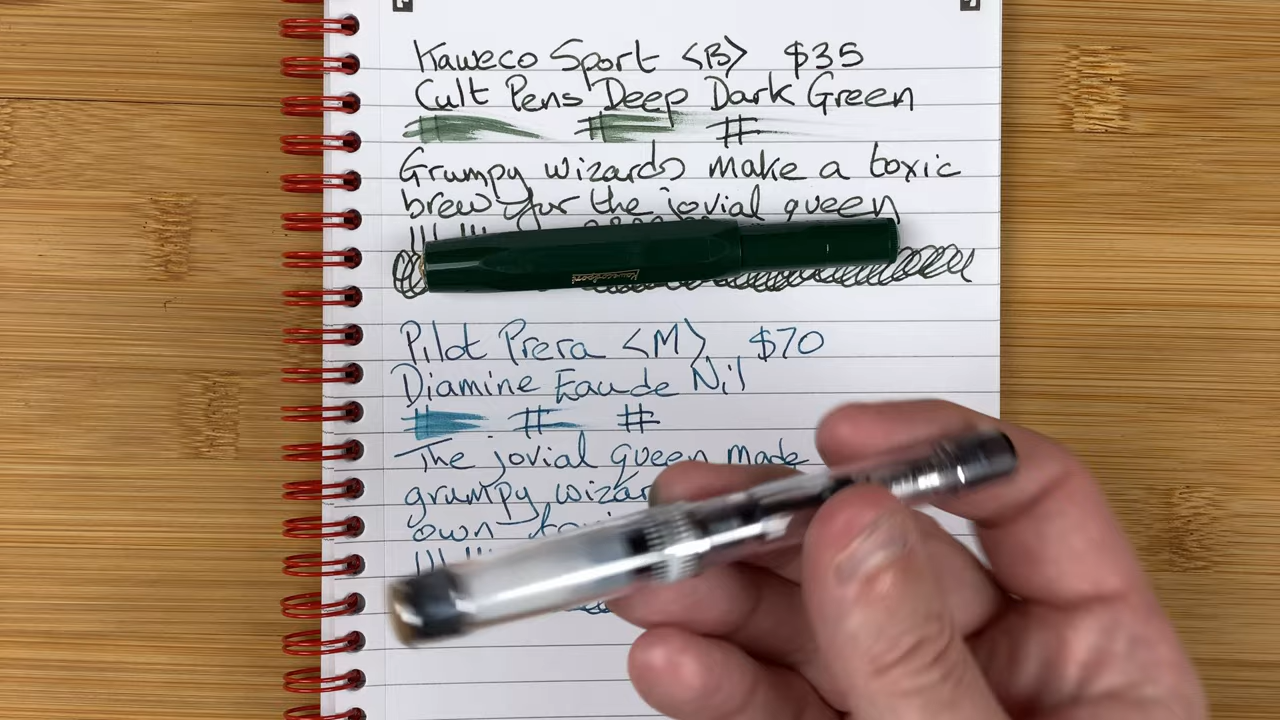 Kaweco Sport <B> $35
Cult Pens Deep Dark Green
# # #
Grumpy wizards make a toxic
brew for the jovial queen
Pilot Prera <M> $70
Diamine Eau de Nil
# # #
The jovial queen made
grumpy
own